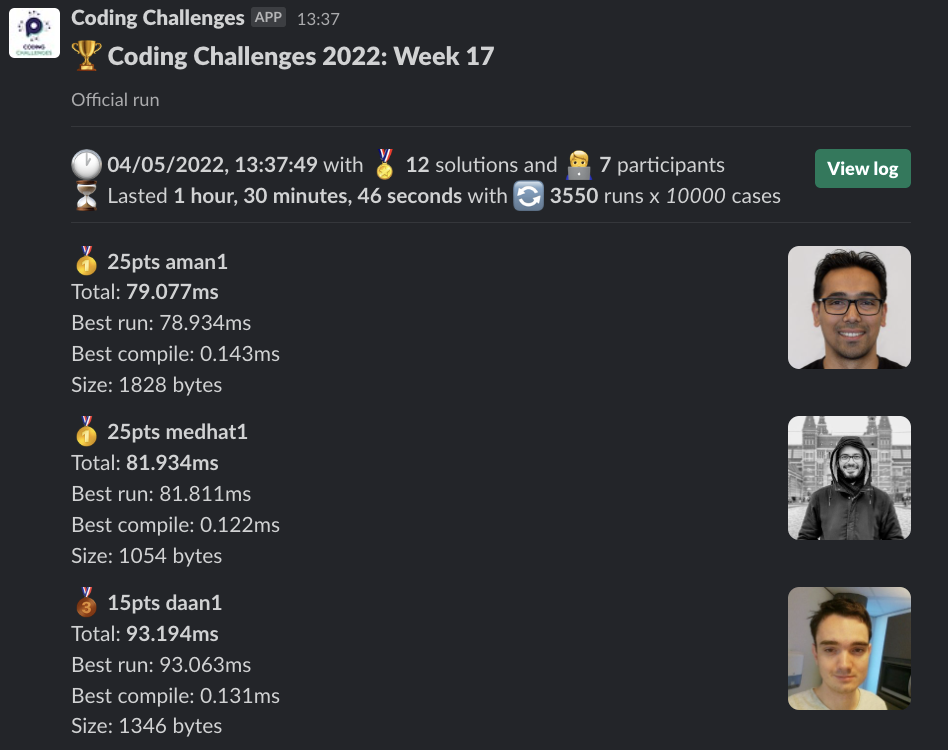 Coding Challenges APP 13:37
CODING
CHALLENGES
Coding Challenges 2022: Week 17
Official run
04/05/2022, 13:37:49 with 12 solutions and 7 participants
View log
Lasted 1 hour, 30 minutes, 46 seconds with 3550 runs x 10000 cases
1 25pts aman1
Total: 79.077ms
Best run: 78.934ms
Best compile: 0.143ms
Size: 1828 bytes
1 25pts medhat1
Total: 81.934ms
Best run: 81.811ms
Best compile: 0.122ms
Size: 1054 bytes
3 15pts daan1
Total: 93.194ms
Best run: 93.063ms
Best compile: 0.131ms
Size: 1346 bytes